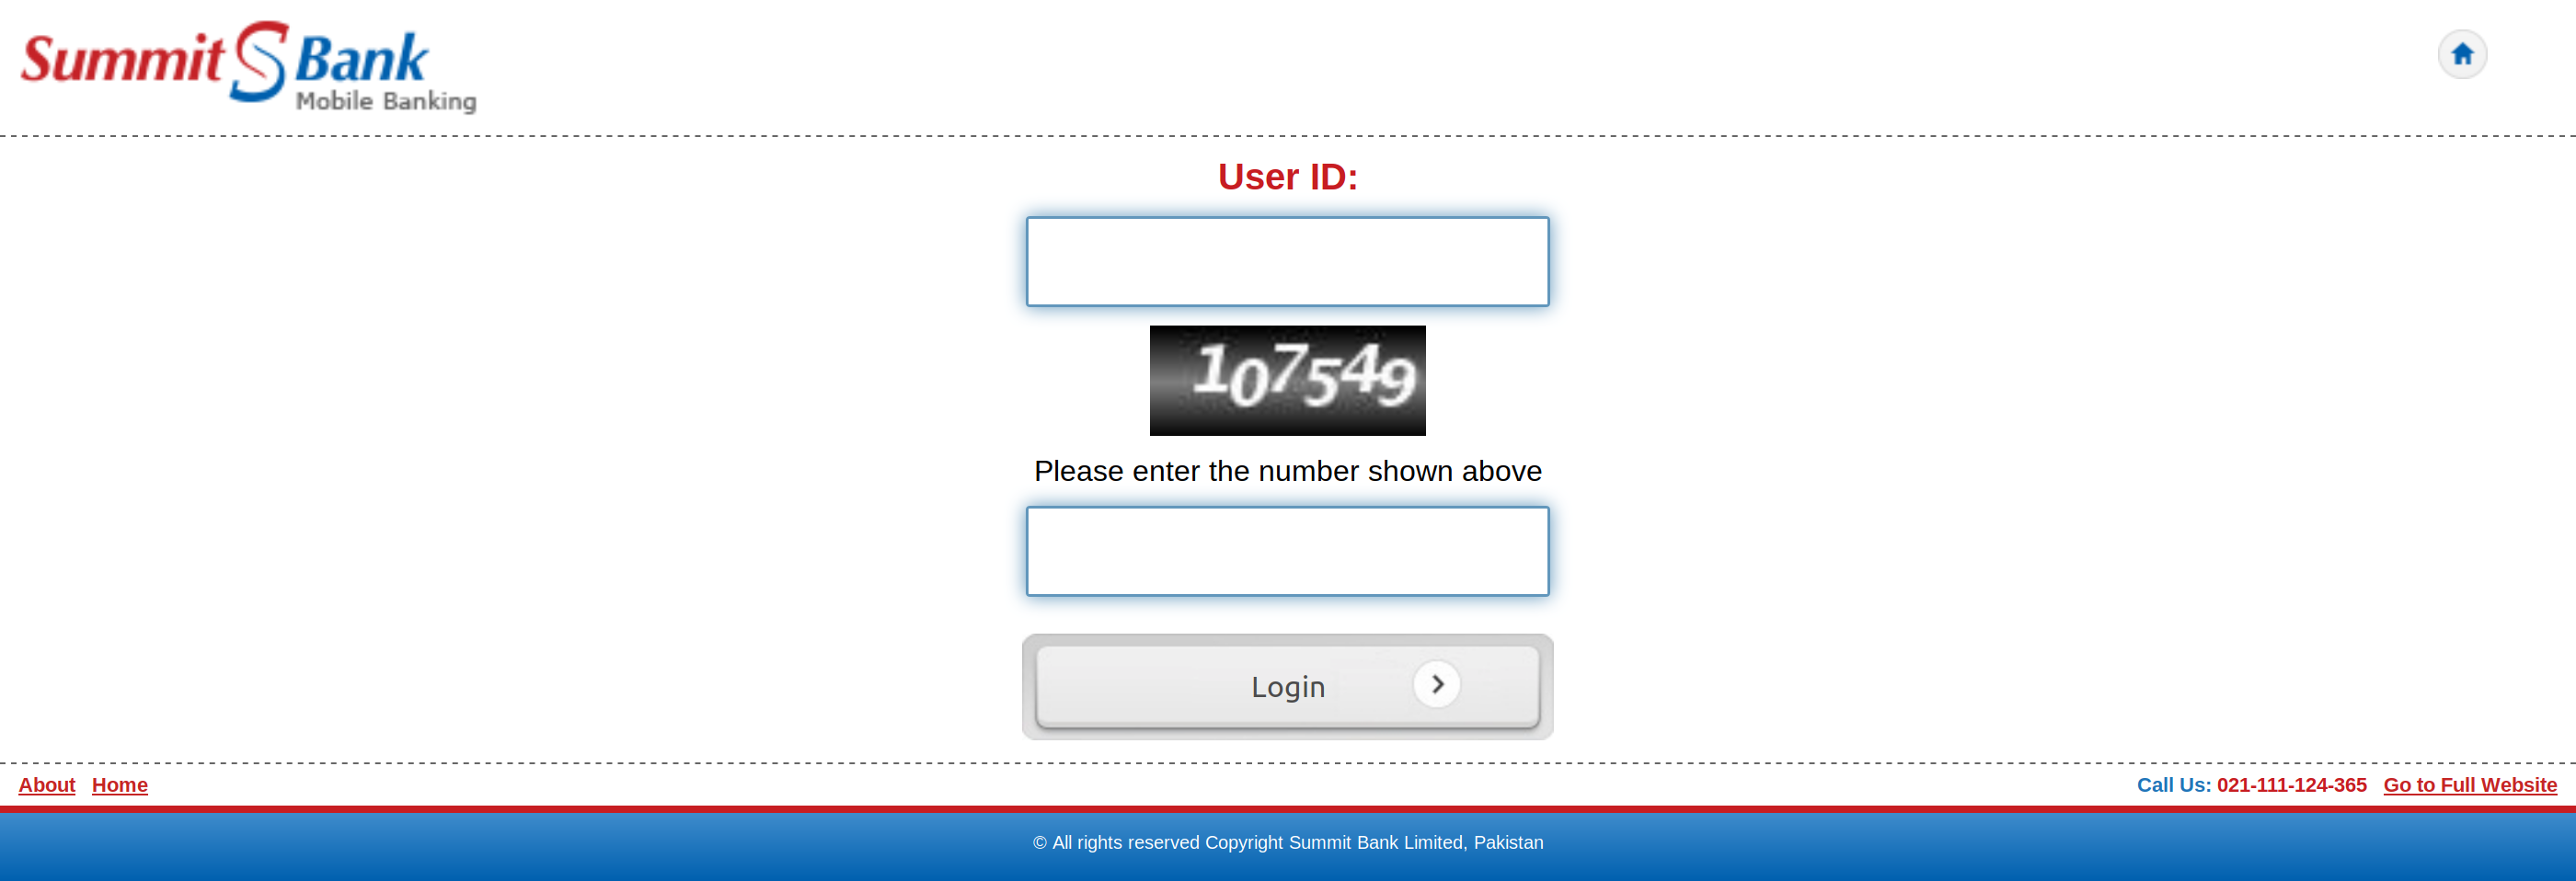 Summit S Bank
Mobile Banking
User ID:
107549
Please enter the number shown above
Login
About Home
Call Us: 021-111-124-365 Go to Full Website
© All rights reserved Copyright Summit Bank Limited, Pakistan